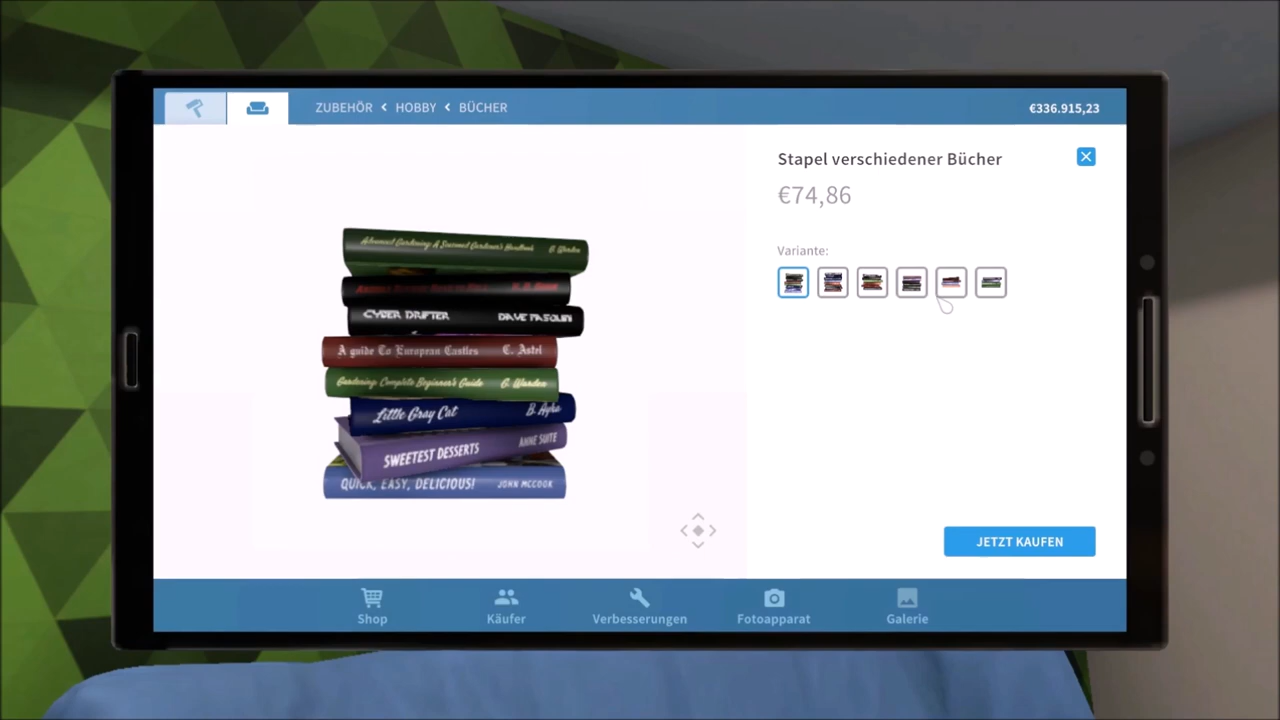 ZUBEHÖR < HOBBY < BÜCHER
€336.915,23
Stapel verschiedener Bücher
€74,86
Variante:
Advanced Gardening: A Seasoned Gardener's Handbook G. Warden
CYBER DRIFTER DAVE PASQUINI
A guide To European Castles C. Astel
Gardening: Complete Beginner's Guide G. Warden
LITTLE GRAY CAT
SWEETEST DESSERTS ANNE SUITE
QUICK, EASY, DELICIOUS! JOHN MCCOOK
JETZT KAUFEN
Shop
Käufer
Verbesserungen
Fotoapparat
Galerie